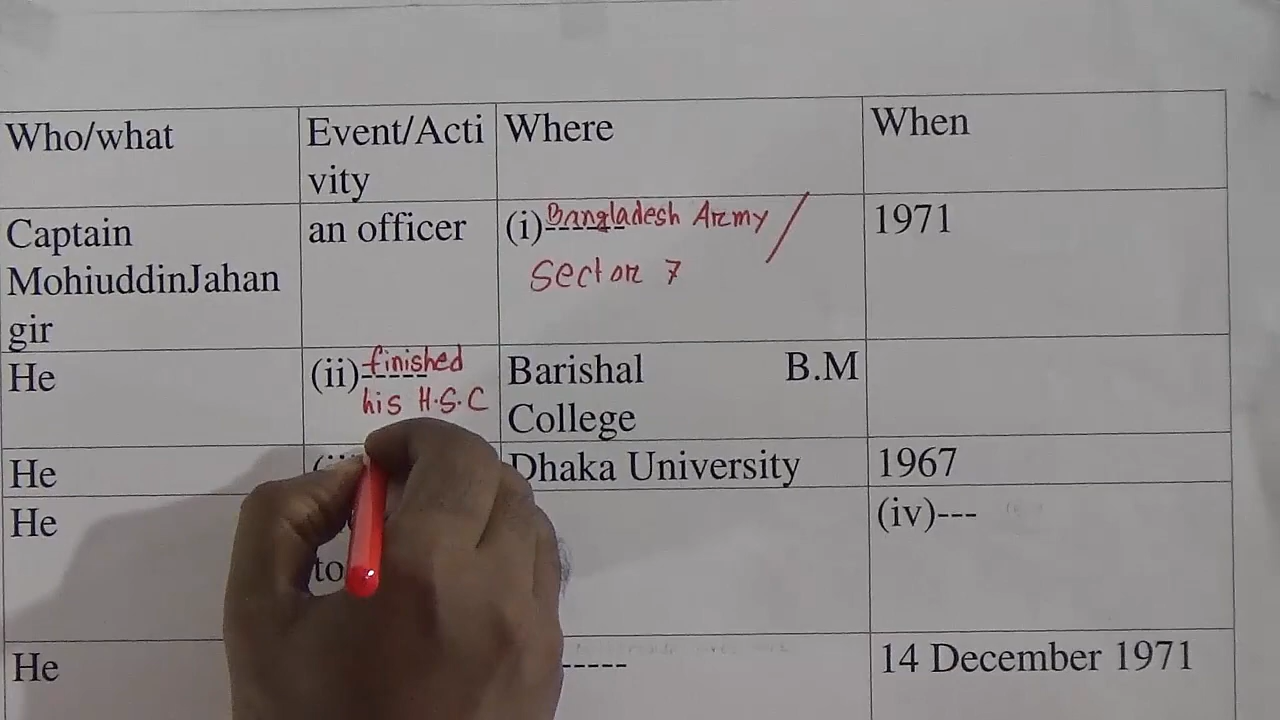 Who/what Event/Acti Where When
vity
Captain an officer (i)------ Bangladesh Army / 1971
MohiuddinJahan Sector 7
gir
He (ii)----- finished Barishal B.M
his H.S.C College
He Dhaka University 1967
He (iv)---
to
He ----- 14 December 1971